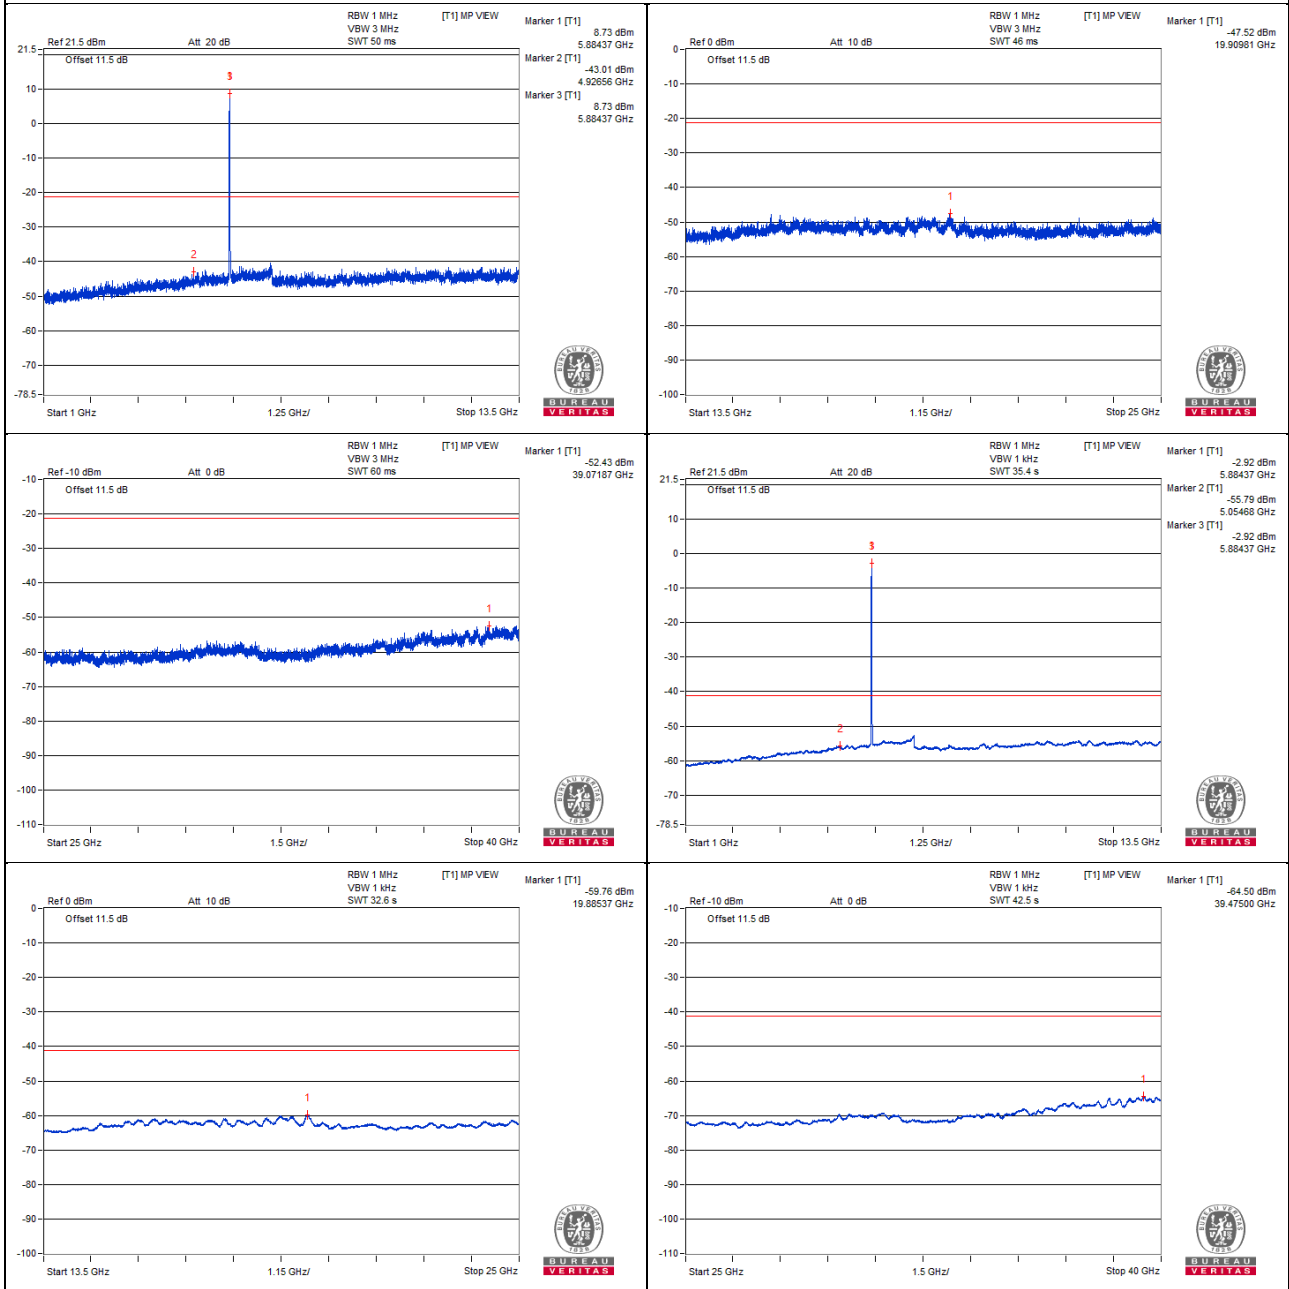 RBW 1 MHz [T1] MP VIEW
VBW 3 MHz
Ref 21.5 dBm Att 20 dB SWT 50 ms
Marker 1 [T1]
8.73 dBm
5.88437 GHz
Marker 2 [T1]
-43.01 dBm
4.92656 GHz
Marker 3 [T1]
8.73 dBm
5.88437 GHz
21.5
Offset 11.5 dB
10
0
-10
-20
-30
-40
-50
-60
-70
-78.5
3
2
Start 1 GHz 1.25 GHz/ Stop 13.5 GHz
BUREAU VERITAS
1828
BUREAU
VERITAS
RBW 1 MHz [T1] MP VIEW
VBW 3 MHz
Ref 0 dBm Att 10 dB SWT 46 ms
Marker 1 [T1]
-47.52 dBm
19.90981 GHz
0
Offset 11.5 dB
-10
-20
-30
-40
-50
-60
-70
-80
-90
-100
1
Start 13.5 GHz 1.15 GHz/ Stop 25 GHz
BUREAU VERITAS
1828
BUREAU
VERITAS
RBW 1 MHz [T1] MP VIEW
VBW 3 MHz
Ref -10 dBm Att 0 dB SWT 60 ms
Marker 1 [T1]
-52.43 dBm
39.07187 GHz
-10
Offset 11.5 dB
-20
-30
-40
-50
-60
-70
-80
-90
-100
-110
1
Start 25 GHz 1.5 GHz/ Stop 40 GHz
BUREAU VERITAS
1828
BUREAU
VERITAS
RBW 1 MHz [T1] MP VIEW
VBW 1 kHz
Ref 21.5 dBm Att 20 dB SWT 35.4 s
Marker 1 [T1]
-2.92 dBm
5.88437 GHz
Marker 2 [T1]
-55.79 dBm
5.05468 GHz
Marker 3 [T1]
-2.92 dBm
5.88437 GHz
21.5
Offset 11.5 dB
10
0
-10
-20
-30
-40
-50
-60
-70
-78.5
3
2
Start 1 GHz 1.25 GHz/ Stop 13.5 GHz
BUREAU VERITAS
1828
BUREAU
VERITAS
RBW 1 MHz [T1] MP VIEW
VBW 1 kHz
Ref 0 dBm Att 10 dB SWT 32.6 s
Marker 1 [T1]
-59.76 dBm
19.88537 GHz
0
Offset 11.5 dB
-10
-20
-30
-40
-50
-60
-70
-80
-90
-100
1
Start 13.5 GHz 1.15 GHz/ Stop 25 GHz
BUREAU VERITAS
1828
BUREAU
VERITAS
RBW 1 MHz [T1] MP VIEW
VBW 1 kHz
Ref -10 dBm Att 0 dB SWT 42.5 s
Marker 1 [T1]
-64.50 dBm
39.47500 GHz
-10
Offset 11.5 dB
-20
-30
-40
-50
-60
-70
-80
-90
-100
-110
1
Start 25 GHz 1.5 GHz/ Stop 40 GHz
BUREAU VERITAS
1828
BUREAU
VERITAS